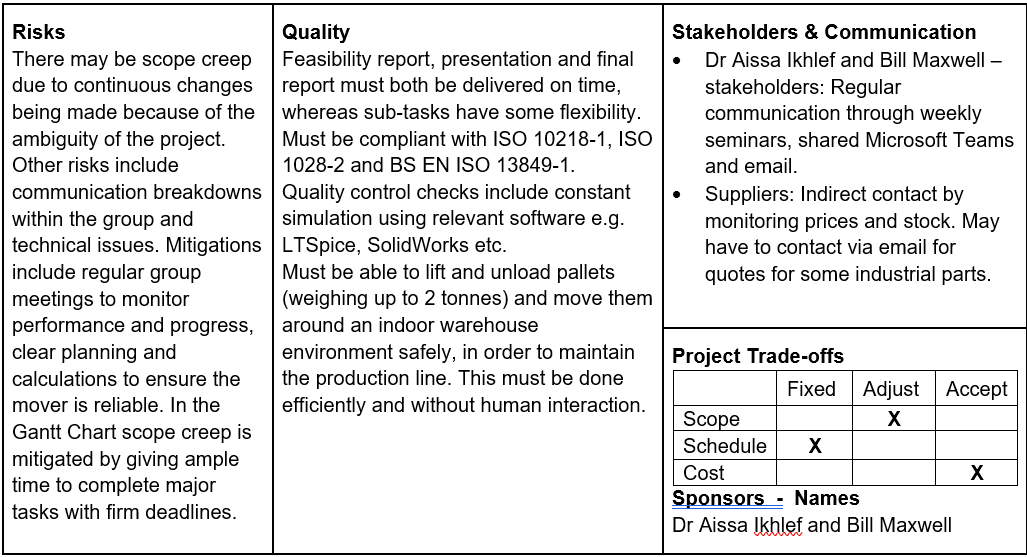 Risks
There may be scope creep
due to continuous changes
being made because of the
ambiguity of the project.
Other risks include
communication breakdowns
within the group and
technical issues. Mitigations
include regular group
meetings to monitor
performance and progress,
clear planning and
calculations to ensure the
mover is reliable. In the
Gantt Chart scope creep is
mitigated by giving ample
time to complete major
tasks with firm deadlines.
Quality
Feasibility report, presentation and final
report must both be delivered on time,
whereas sub-tasks have some flexibility.
Must be compliant with ISO 10218-1, ISO
1028-2 and BS EN ISO 13849-1.
Quality control checks include constant
simulation using relevant software e.g.
LTSpice, SolidWorks etc.
Must be able to lift and unload pallets
(weighing up to 2 tonnes) and move them
around an indoor warehouse
environment safely, in order to maintain
the production line. This must be done
efficiently and without human interaction.
Stakeholders & Communication
• Dr Aissa Ikhlef and Bill Maxwell –
stakeholders: Regular
communication through weekly
seminars, shared Microsoft Teams
and email.
• Suppliers: Indirect contact by
monitoring prices and stock. May
have to contact via email for
quotes for some industrial parts.
Project Trade-offs
Fixed Adjust Accept
Scope X
Schedule X
Cost X
Sponsors - Names
Dr Aissa Ikhlef and Bill Maxwell